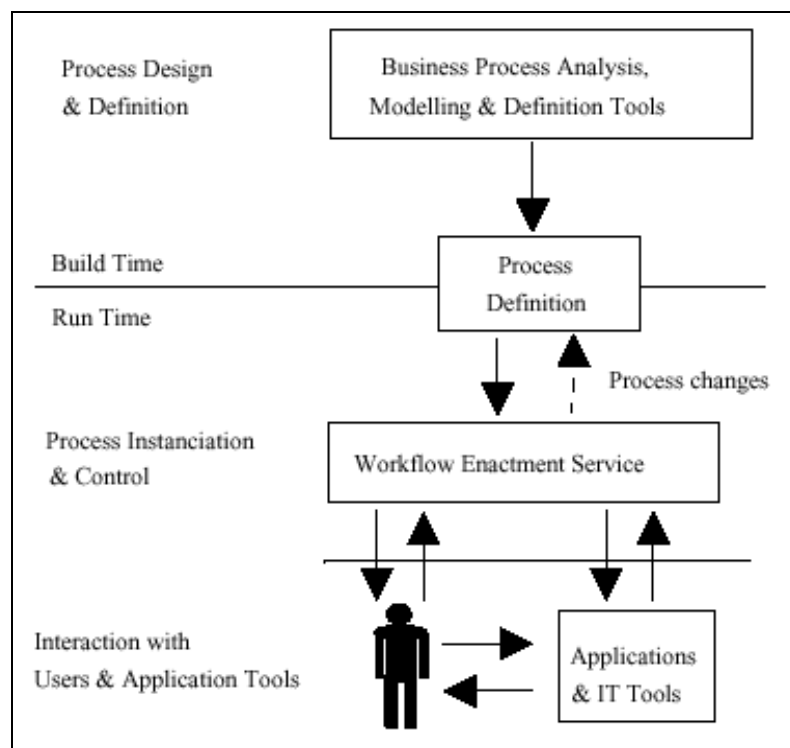 Process Design
& Definition
Business Process Analysis,
Modelling & Definition Tools
Build Time
Process
Definition
Run Time
Process changes
Process Instanciation
& Control
Workflow Enactment Service
Interaction with
Users & Application Tools
Applications
& IT Tools